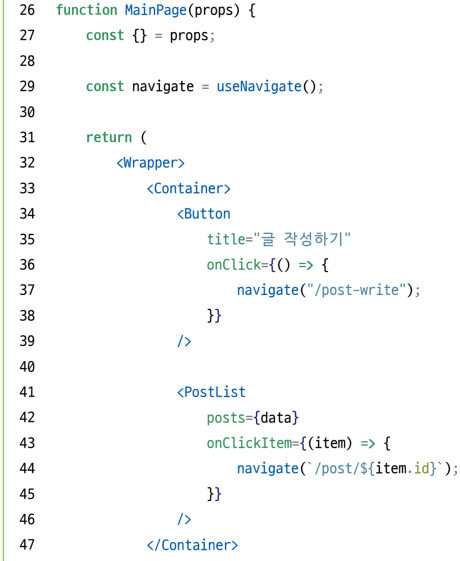 26 function MainPage(props) {
27     const {} = props;
28
29     const navigate = useNavigate();
30
31     return (
32         <Wrapper>
33             <Container>
34                 <Button
35                     title="글 작성하기"
36                     onClick={() => {
37                         navigate("/post-write");
38                     }}
39                 />
40
41                 <PostList
42                     posts={data}
43                     onClickItem={(item) => {
44                         navigate(`/post/${item.id}`);
45                     }}
46                 />
47             </Container>